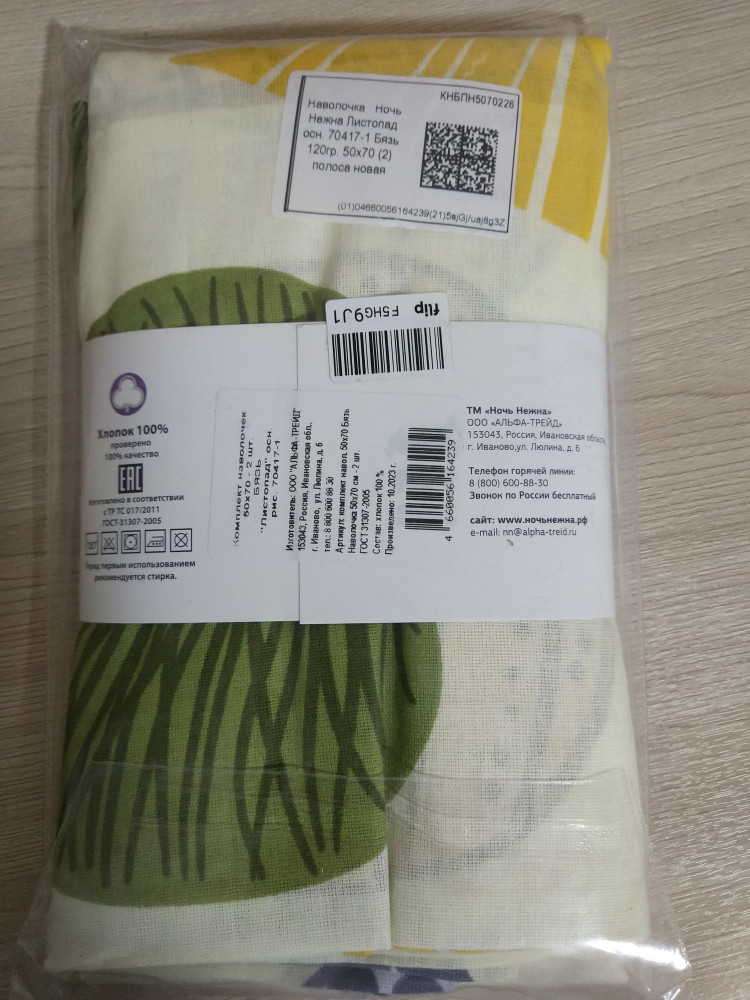 КНБПН5070226
Наволочка Ночь
Нежна Листопад
осн. 70417-1 Бязь
120гр. 50х70 (2)
полоса новая
(01)04660056164239(21)5ajGj/uaj8g3Z
flip F5HG9J1
Хлопок 100%
проверено
100% качество
EAC
Изготовлено в соответствии
с ТР ТС 017/2011
ГОСТ-31307-2005
Перед первым использованием
рекомендуется стирка.
Комплект наволочек
50х70 - 2 шт.
БЯЗЬ
"Листопад" осн.
рис. 70417-1
Изготовитель: ООО "АЛЬФА-ТРЕЙД"
153043, Россия, Ивановская обл.,
г. Иваново, ул. Люлина, д. 6
тел.: 8 800 600 88 30
Артикул: комплект навол. 50х70 Бязь
Наволочка 50х70 см - 2 шт.
ГОСТ 31307-2005
Состав: хлопок 100 %
Произведено: 10.2020 г.
4 660056 164239
ТМ «Ночь Нежна»
ООО «АЛЬФА-ТРЕЙД»
153043, Россия, Ивановская область,
г. Иваново,ул. Люлина, д. 6
Телефон горячей линии:
8 (800) 600-88-30
Звонок по России бесплатный
сайт: www.ночьнежна.рф
e-mail: nn@alpha-treid.ru